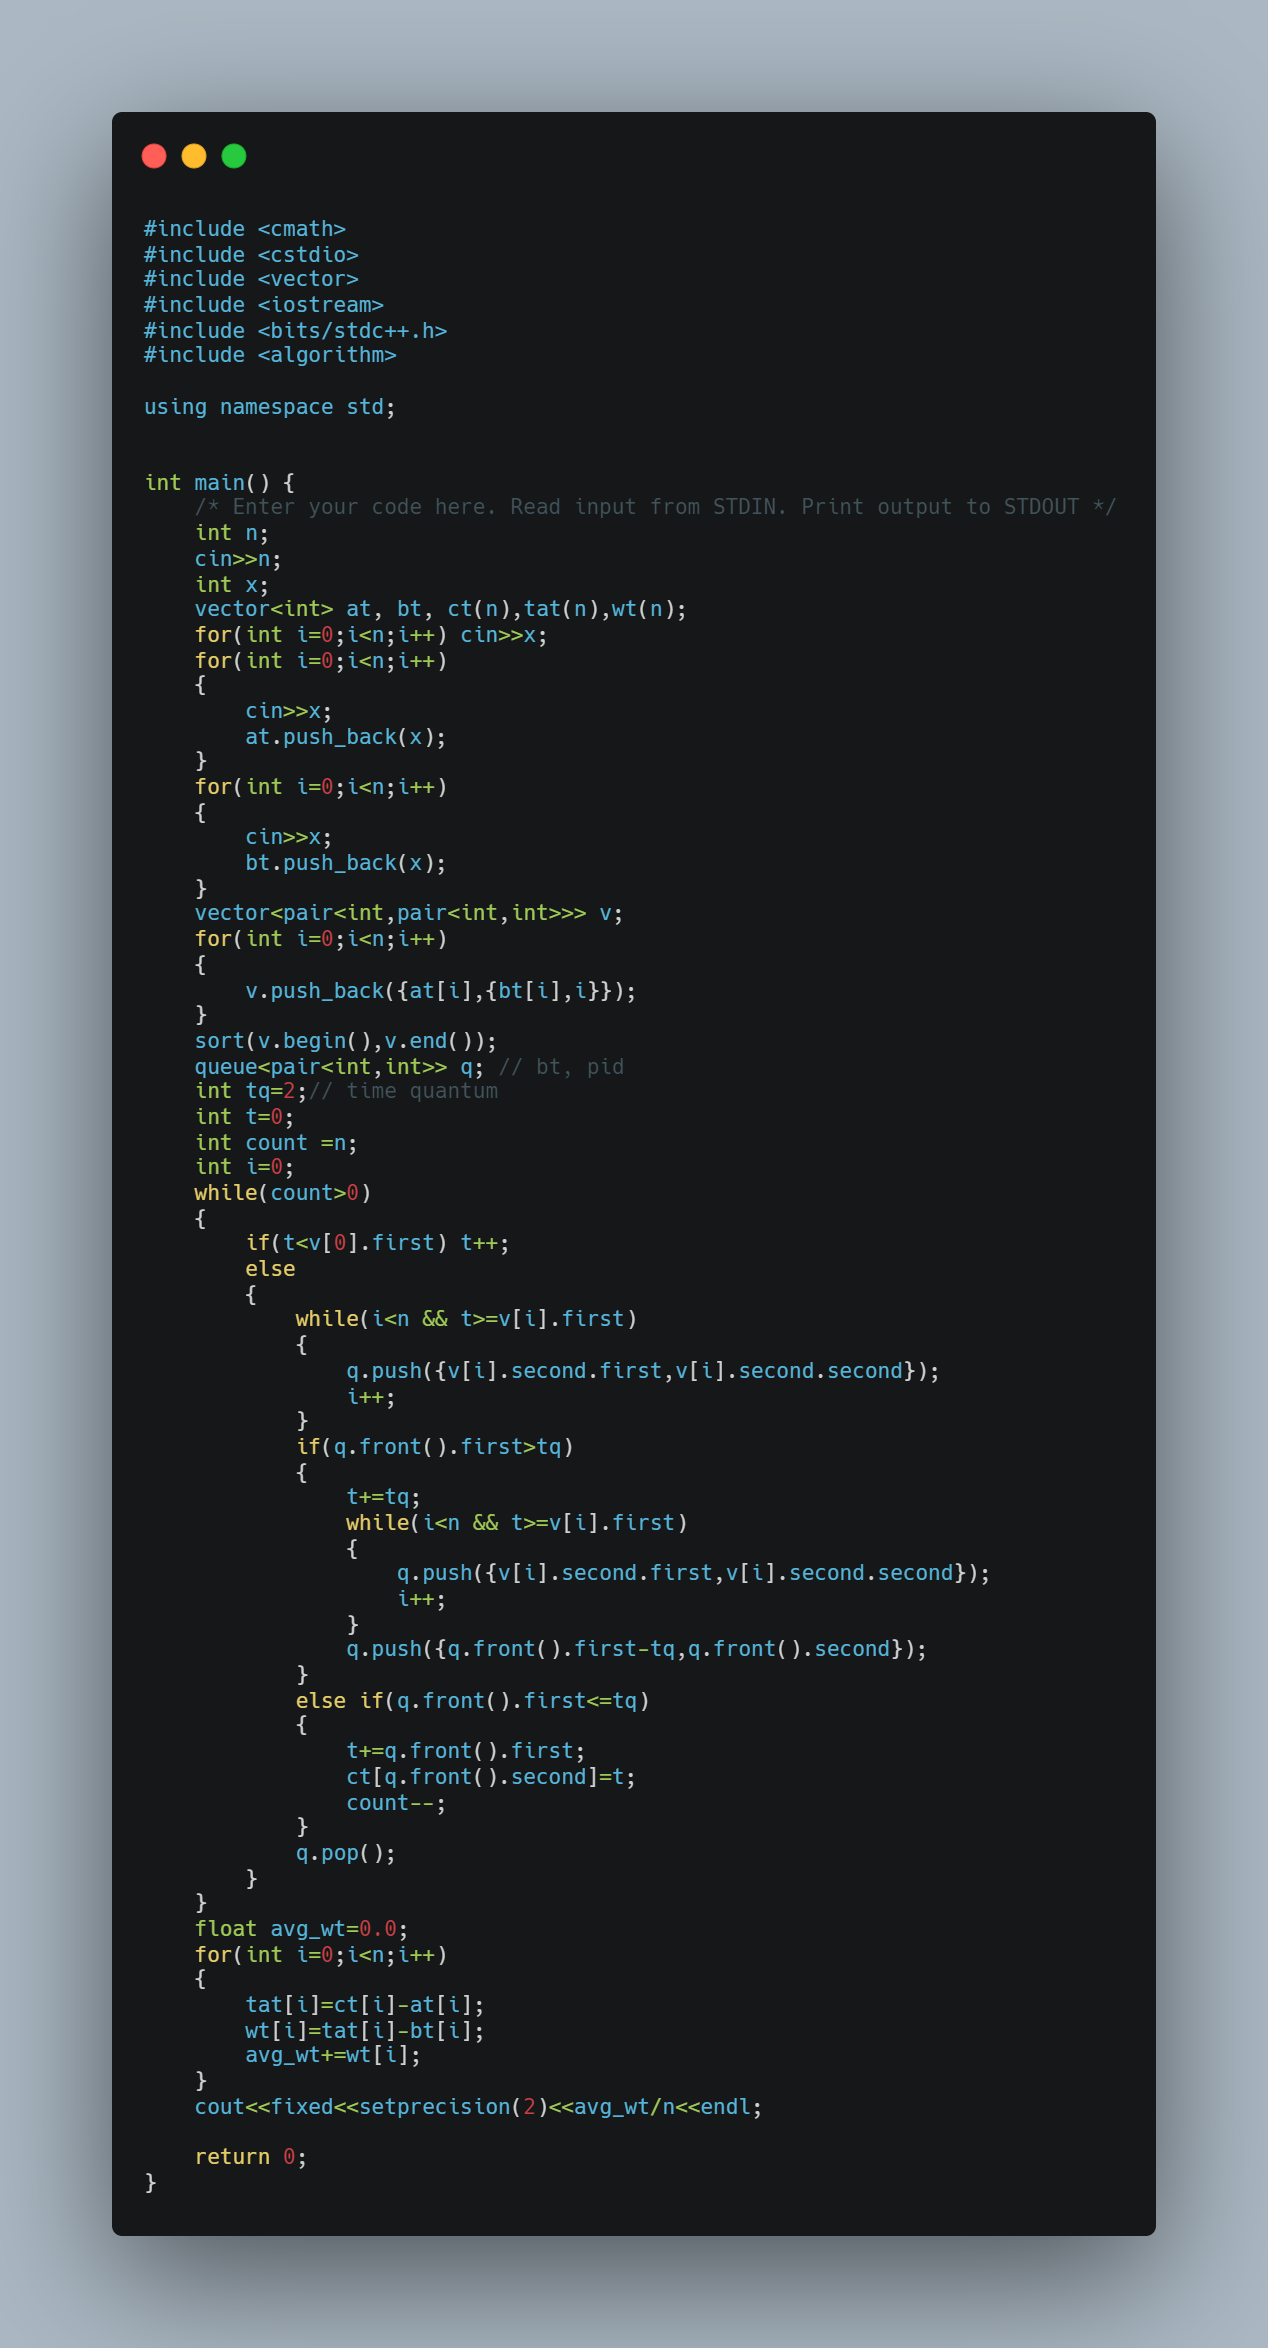 #include <cmath>
#include <cstdio>
#include <vector>
#include <iostream>
#include <bits/stdc++.h>
#include <algorithm>

using namespace std;


int main() {
    /* Enter your code here. Read input from STDIN. Print output to STDOUT */
    int n;
    cin>>n;
    int x;
    vector<int> at, bt, ct(n),tat(n),wt(n);
    for(int i=0;i<n;i++) cin>>x;
    for(int i=0;i<n;i++)
    {
        cin>>x;
        at.push_back(x);
    }
    for(int i=0;i<n;i++)
    {
        cin>>x;
        bt.push_back(x);
    }
    vector<pair<int,pair<int,int>>> v;
    for(int i=0;i<n;i++)
    {
        v.push_back({at[i],{bt[i],i}});
    }
    sort(v.begin(),v.end());
    queue<pair<int,int>> q; // bt, pid
    int tq=2;// time quantum
    int t=0;
    int count =n;
    int i=0;
    while(count>0)
    {
        if(t<v[0].first) t++;
        else
        {
            while(i<n && t>=v[i].first)
            {
                q.push({v[i].second.first,v[i].second.second});
                i++;
            }
            if(q.front().first>tq)
            {
                t+=tq;
                while(i<n && t>=v[i].first)
                {
                    q.push({v[i].second.first,v[i].second.second});
                    i++;
                }
                q.push({q.front().first-tq,q.front().second});
            }
            else if(q.front().first<=tq)
            {
                t+=q.front().first;
                ct[q.front().second]=t;
                count--;
            }
            q.pop();
        }
    }
    float avg_wt=0.0;
    for(int i=0;i<n;i++)
    {
        tat[i]=ct[i]-at[i];
        wt[i]=tat[i]-bt[i];
        avg_wt+=wt[i];
    }
    cout<<fixed<<setprecision(2)<<avg_wt/n<<endl;

    return 0;
}